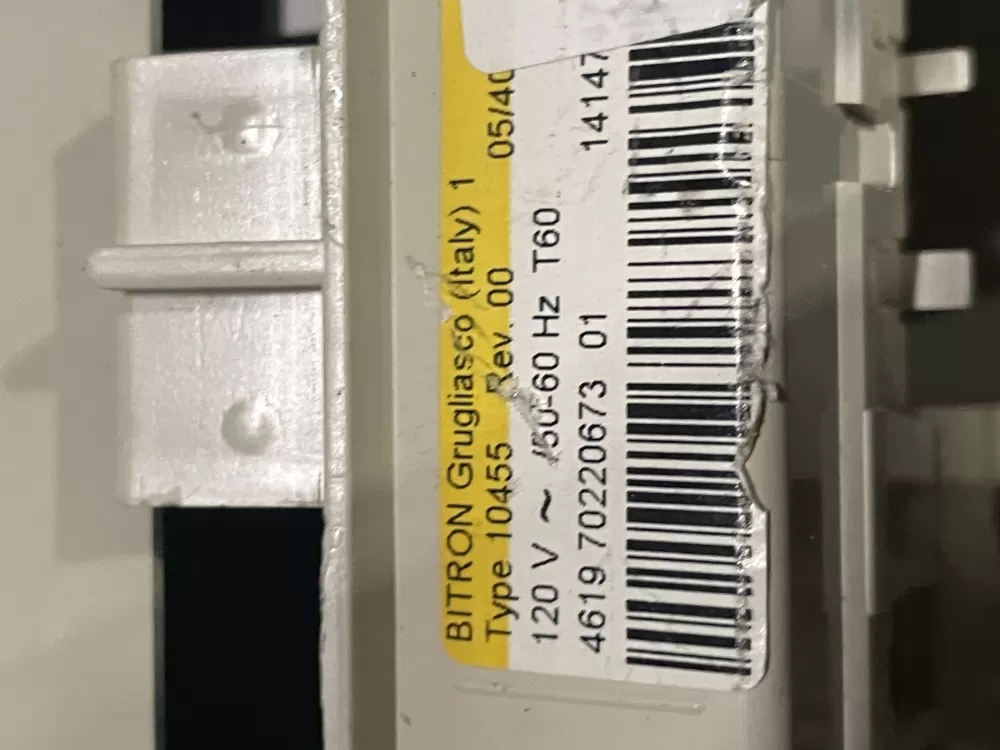 BITRON Grugliasco (Italy) 1
Type 10455 Rev. 00 05/40
120 V ~ /50-60 Hz T60
4619 70220673 01 14147